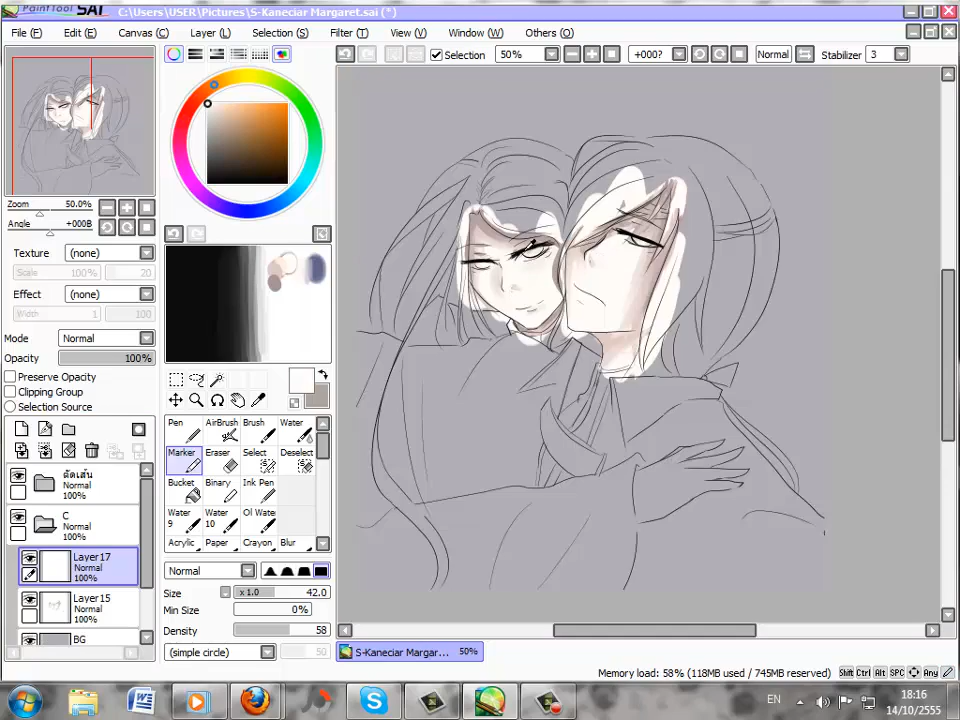 PaintTool SAI C:\Users\USER\Pictures\S-Kaneciar Margaret.sai (*)
File (F) Edit (E) Canvas (C) Layer (L) Selection (S) Filter (T) View (V) Window (W) Others (O)
Selection 50% +000? Normal Stabilizer 3
Zoom 50.0%
Angle +000B
Texture (none)
Scale 100% 20
Effect (none)
Width 1 100
Mode Normal
Opacity 100%
Preserve Opacity
Clipping Group
Selection Source
ตัดเส้น
Normal
100%
C
Normal
100%
Layer17
Normal
100%
Layer15
Normal
100%
BG
Pen AirBrush Brush Water
Marker Eraser Select Deselect
Bucket Binary Ink Pen
Water 9 Water 10 Ol Wate
Acrylic Paper Crayon Blur
Normal
Size x 1.0 42.0
Min Size 0%
Density 58
(simple circle) 50
S-Kaneciar Margar... 50%
Memory load: 58% (118MB used / 745MB reserved) Shift Ctrl Alt SPC Any
EN 18:16
14/10/2555